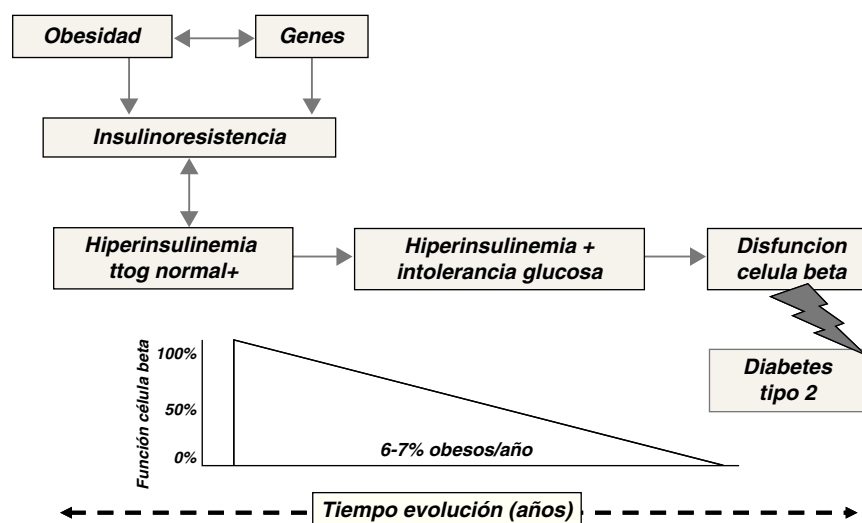 Obesidad
Genes
Insulinoresistencia
Hiperinsulinemia
ttog normal+
Hiperinsulinemia +
intolerancia glucosa
Disfuncion
celula beta
Diabetes
tipo 2
Función célula beta
100%
50%
0%
6-7% obesos/año
Tiempo evolución (años)